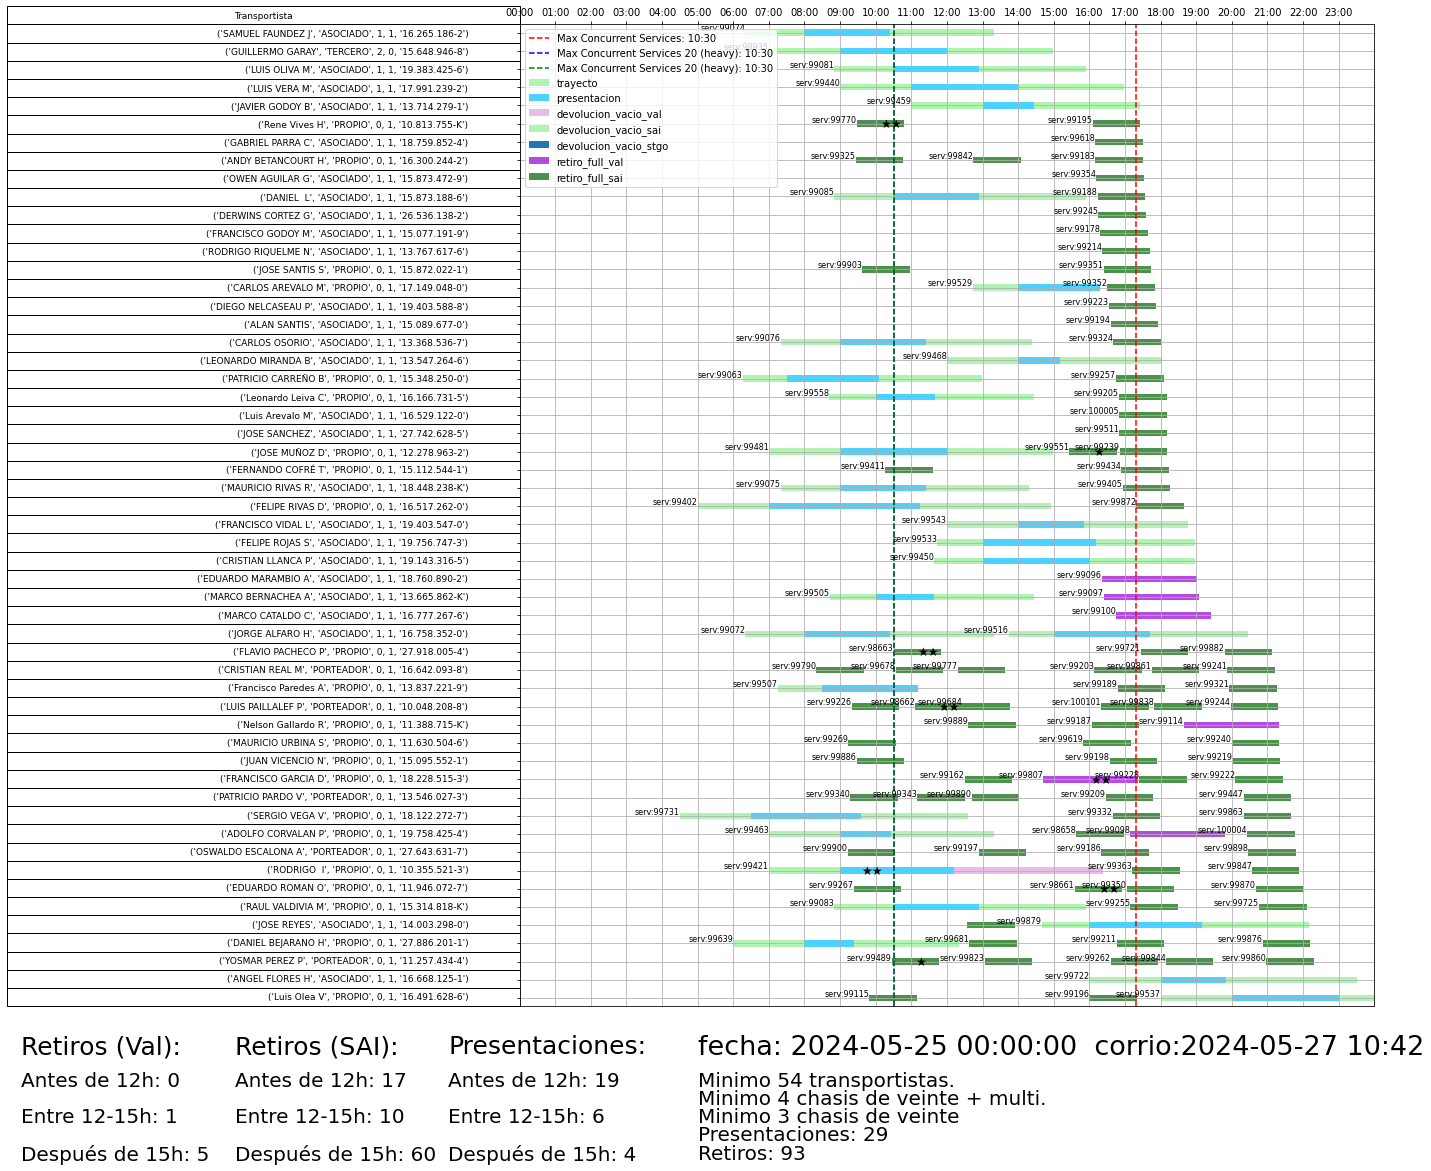 Transportista
00:00 01:00 02:00 03:00 04:00 05:00 06:00 07:00 08:00 09:00 10:00 11:00 12:00 13:00 14:00 15:00 16:00 17:00 18:00 19:00 20:00 21:00 22:00 23:00
Max Concurrent Services: 10:30
Max Concurrent Services 20 (heavy): 10:30
Max Concurrent Services 20 (heavy): 10:30
trayecto
presentacion
devolucion_vacio_val
devolucion_vacio_sai
devolucion_vacio_stgo
retiro_full_val
retiro_full_sai
('SAMUEL FAUNDEZ J', 'ASOCIADO', 1, 1, '16.265.186-2') serv:99074
('GUILLERMO GARAY', 'TERCERO', 2, 0, '15.648.946-8')
('LUIS OLIVA M', 'ASOCIADO', 1, 1, '19.383.425-6') serv:99081
('LUIS VERA M', 'ASOCIADO', 1, 1, '17.991.239-2') serv:99440
('JAVIER GODOY B', 'ASOCIADO', 1, 1, '13.714.279-1') serv:99459
('Rene Vives H', 'PROPIO', 0, 1, '10.813.755-K') serv:99770 serv:99195
('GABRIEL PARRA C', 'ASOCIADO', 1, 1, '18.759.852-4') serv:99618
('ANDY BETANCOURT H', 'PROPIO', 0, 1, '16.300.244-2') serv:99325 serv:99842 serv:99183
('OWEN AGUILAR G', 'ASOCIADO', 1, 1, '15.873.472-9') serv:99354
('DANIEL  L', 'ASOCIADO', 1, 1, '15.873.188-6') serv:99085 serv:99188
('DERWINS CORTEZ G', 'ASOCIADO', 1, 1, '26.536.138-2') serv:99245
('FRANCISCO GODOY M', 'ASOCIADO', 1, 1, '15.077.191-9') serv:99178
('RODRIGO RIQUELME N', 'ASOCIADO', 1, 1, '13.767.617-6') serv:99214
('JOSE SANTIS S', 'PROPIO', 0, 1, '15.872.022-1') serv:99903 serv:99351
('CARLOS AREVALO M', 'PROPIO', 0, 1, '17.149.048-0') serv:99529 serv:99352
('DIEGO NELCASEAU P', 'ASOCIADO', 1, 1, '19.403.588-8') serv:99223
('ALAN SANTIS', 'ASOCIADO', 1, 1, '15.089.677-0') serv:99194
('CARLOS OSORIO', 'ASOCIADO', 1, 1, '13.368.536-7') serv:99076 serv:99324
('LEONARDO MIRANDA B', 'ASOCIADO', 1, 1, '13.547.264-6') serv:99468
('PATRICIO CARREÑO B', 'PROPIO', 0, 1, '15.348.250-0') serv:99063 serv:99257
('Leonardo Leiva C', 'PROPIO', 0, 1, '16.166.731-5') serv:99558 serv:99205
('Luis Arevalo M', 'PROPIO', 0, 1, '16.529.122-0') serv:100005
('JOSE SANCHEZ', 'ASOCIADO', 1, 1, '27.742.628-5') serv:99511
('JOSE MUÑOZ D', 'PROPIO', 0, 1, '12.278.963-2') serv:99481 serv:99551 serv:99239
('FERNANDO COFRÉ T', 'PROPIO', 0, 1, '15.112.544-1') serv:99411 serv:99434
('MAURICIO RIVAS R', 'ASOCIADO', 1, 1, '18.448.238-K') serv:99075 serv:99405
('FELIPE RIVAS D', 'PROPIO', 0, 1, '16.517.262-0') serv:99402 serv:99872
('FRANCISCO VIDAL L', 'ASOCIADO', 1, 1, '19.403.547-0') serv:99543
('FELIPE ROJAS S', 'ASOCIADO', 1, 1, '19.756.747-3') serv:99533
('CRISTIAN LLANCA P', 'ASOCIADO', 1, 1, '19.143.316-5') serv:99450
('EDUARDO MARAMBIO A', 'ASOCIADO', 1, 1, '18.760.890-2') serv:99096
('MARCO BERNACHEA A', 'ASOCIADO', 1, 1, '13.665.862-K') serv:99505 serv:99097
('MARCO CATALDO C', 'ASOCIADO', 1, 1, '16.777.267-6') serv:99100
('JORGE ALFARO H', 'ASOCIADO', 1, 1, '16.758.352-0') serv:99072 serv:99516
('FLAVIO PACHECO P', 'PROPIO', 0, 1, '27.918.005-4') serv:98663 serv:99721 serv:99882
('CRISTIAN REAL M', 'PORTEADOR', 0, 1, '16.642.093-8') serv:99790 serv:99678 serv:99777 serv:99203 serv:99861 serv:99241
('Francisco Paredes A', 'PROPIO', 0, 1, '13.837.221-9') serv:99507 serv:99189 serv:99321
('LUIS PAILLALEF P', 'PORTEADOR', 0, 1, '10.048.208-8') serv:99226 serv:98662 serv:99684 serv:100101 serv:99838 serv:99244
('Nelson Gallardo R', 'PROPIO', 0, 1, '11.388.715-K') serv:99889 serv:99187 serv:99114
('MAURICIO URBINA S', 'PROPIO', 0, 1, '11.630.504-6') serv:99269 serv:99619 serv:99240
('JUAN VICENCIO N', 'PROPIO', 0, 1, '15.095.552-1') serv:99886 serv:99198 serv:99219
('FRANCISCO GARCIA D', 'PROPIO', 0, 1, '18.228.515-3') serv:99162 serv:99807 serv:99228 serv:99222
('PATRICIO PARDO V', 'PORTEADOR', 0, 1, '13.546.027-3') serv:99340 serv:99343 serv:99890 serv:99209 serv:99447
('SERGIO VEGA V', 'PROPIO', 0, 1, '18.122.272-7') serv:99731 serv:99332 serv:99863
('ADOLFO CORVALAN P', 'PROPIO', 0, 1, '19.758.425-4') serv:99463 serv:98658 serv:99098 serv:100004
('OSWALDO ESCALONA A', 'PORTEADOR', 0, 1, '27.643.631-7') serv:99900 serv:99197 serv:99186 serv:99898
('RODRIGO  I', 'PROPIO', 0, 1, '10.355.521-3') serv:99421 serv:99363 serv:99847
('EDUARDO ROMAN O', 'PROPIO', 0, 1, '11.946.072-7') serv:99267 serv:98661 serv:99350 serv:99870
('RAUL VALDIVIA M', 'PROPIO', 0, 1, '15.314.818-K') serv:99083 serv:99255 serv:99725
('JOSE REYES', 'ASOCIADO', 1, 1, '14.003.298-0') serv:99879
('DANIEL BEJARANO H', 'PROPIO', 0, 1, '27.886.201-1') serv:99639 serv:99681 serv:99211 serv:99876
('YOSMAR PEREZ P', 'PORTEADOR', 0, 1, '11.257.434-4') serv:99489 serv:99823 serv:99262 serv:99844 serv:99860
('ANGEL FLORES H', 'ASOCIADO', 1, 1, '16.668.125-1') serv:99722
('Luis Olea V', 'PROPIO', 0, 1, '16.491.628-6') serv:99115 serv:99196 serv:99537
Retiros (Val):
Antes de 12h: 0
Entre 12-15h: 1
Después de 15h: 5
Retiros (SAI):
Antes de 12h: 17
Entre 12-15h: 10
Después de 15h: 60
Presentaciones:
Antes de 12h: 19
Entre 12-15h: 6
Después de 15h: 4
fecha: 2024-05-25 00:00:00  corrio:2024-05-27 10:42
Minimo 54 transportistas.
Minimo 4 chasis de veinte + multi.
Minimo 3 chasis de veinte
Presentaciones: 29
Retiros: 93